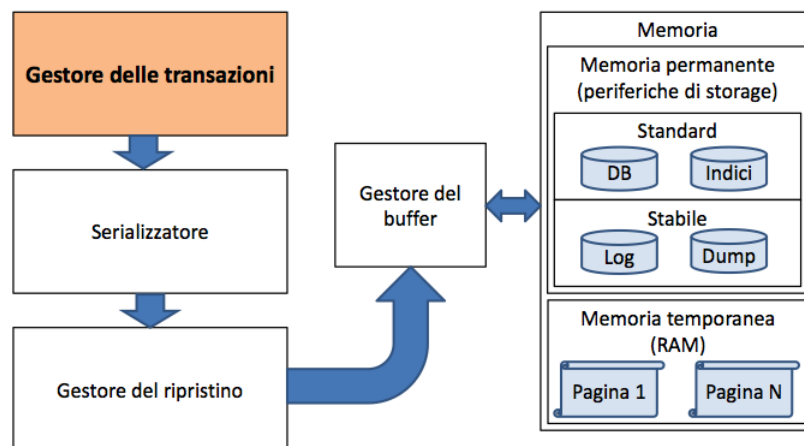 Gestore delle transazioni
Serializzatore
Gestore del ripristino
Gestore del
buffer
Memoria
Memoria permanente
(periferiche di storage)
Standard
DB
Indici
Stabile
Log
Dump
Memoria temporanea
(RAM)
Pagina 1
Pagina N